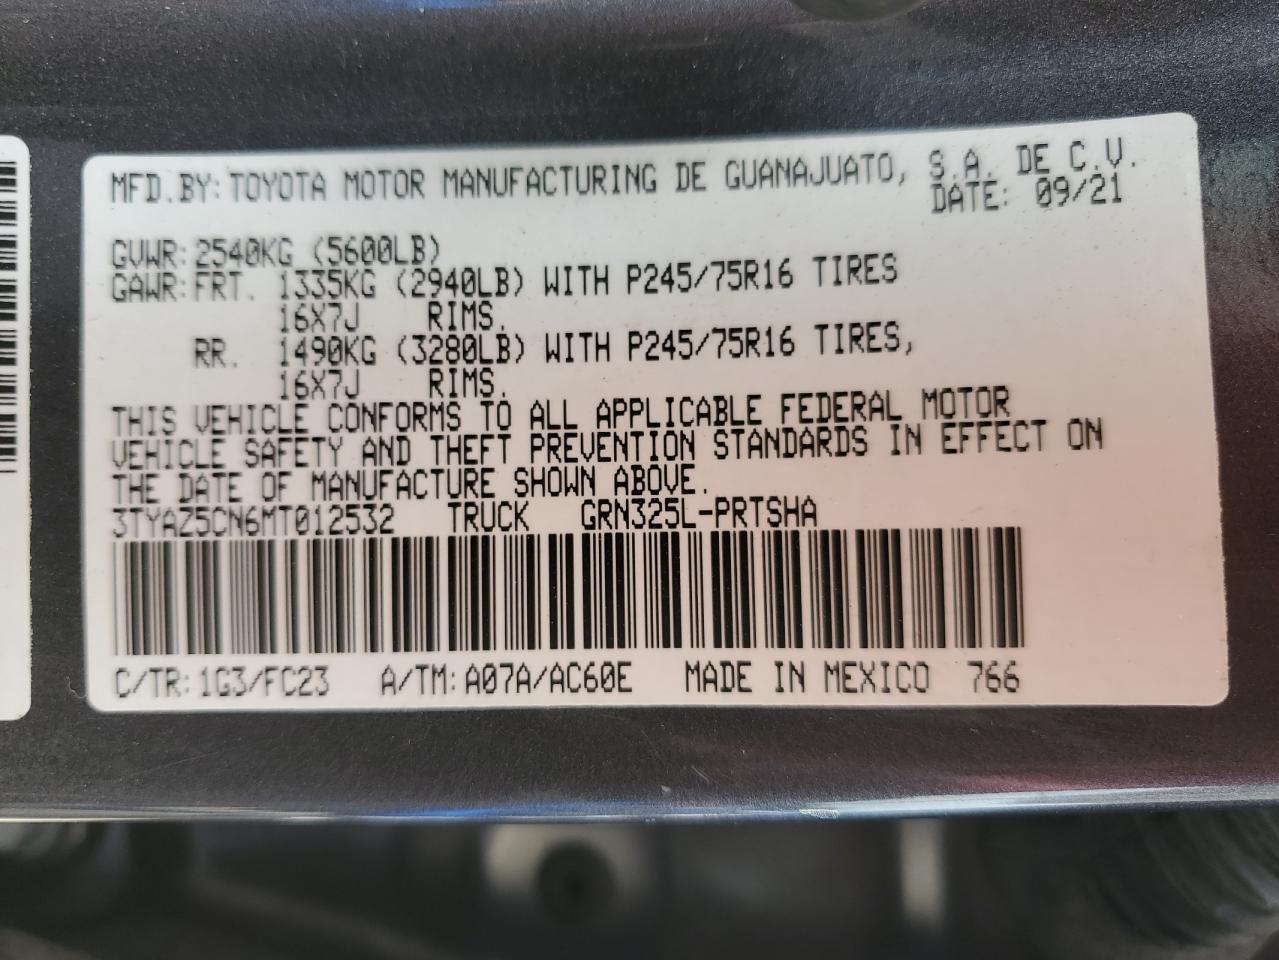 MFD.BY: TOYOTA MOTOR MANUFACTURING DE GUANAJUATO, S.A. DE C.V.
DATE: 09/21
GVWR: 2540KG (5600LB)
GAWR: FRT. 1335KG (2940LB) WITH P245/75R16 TIRES
16X7J RIMS.
RR. 1490KG (3280LB) WITH P245/75R16 TIRES,
16X7J RIMS.
THIS VEHICLE CONFORMS TO ALL APPLICABLE FEDERAL MOTOR
VEHICLE SAFETY AND THEFT PREVENTION STANDARDS IN EFFECT ON
THE DATE OF MANUFACTURE SHOWN ABOVE.
3TYAZ5CN6MT012532 TRUCK GRN325L-PRTSHA
C/TR: 1G3/FC23 A/TM: A07A/AC60E MADE IN MEXICO 766